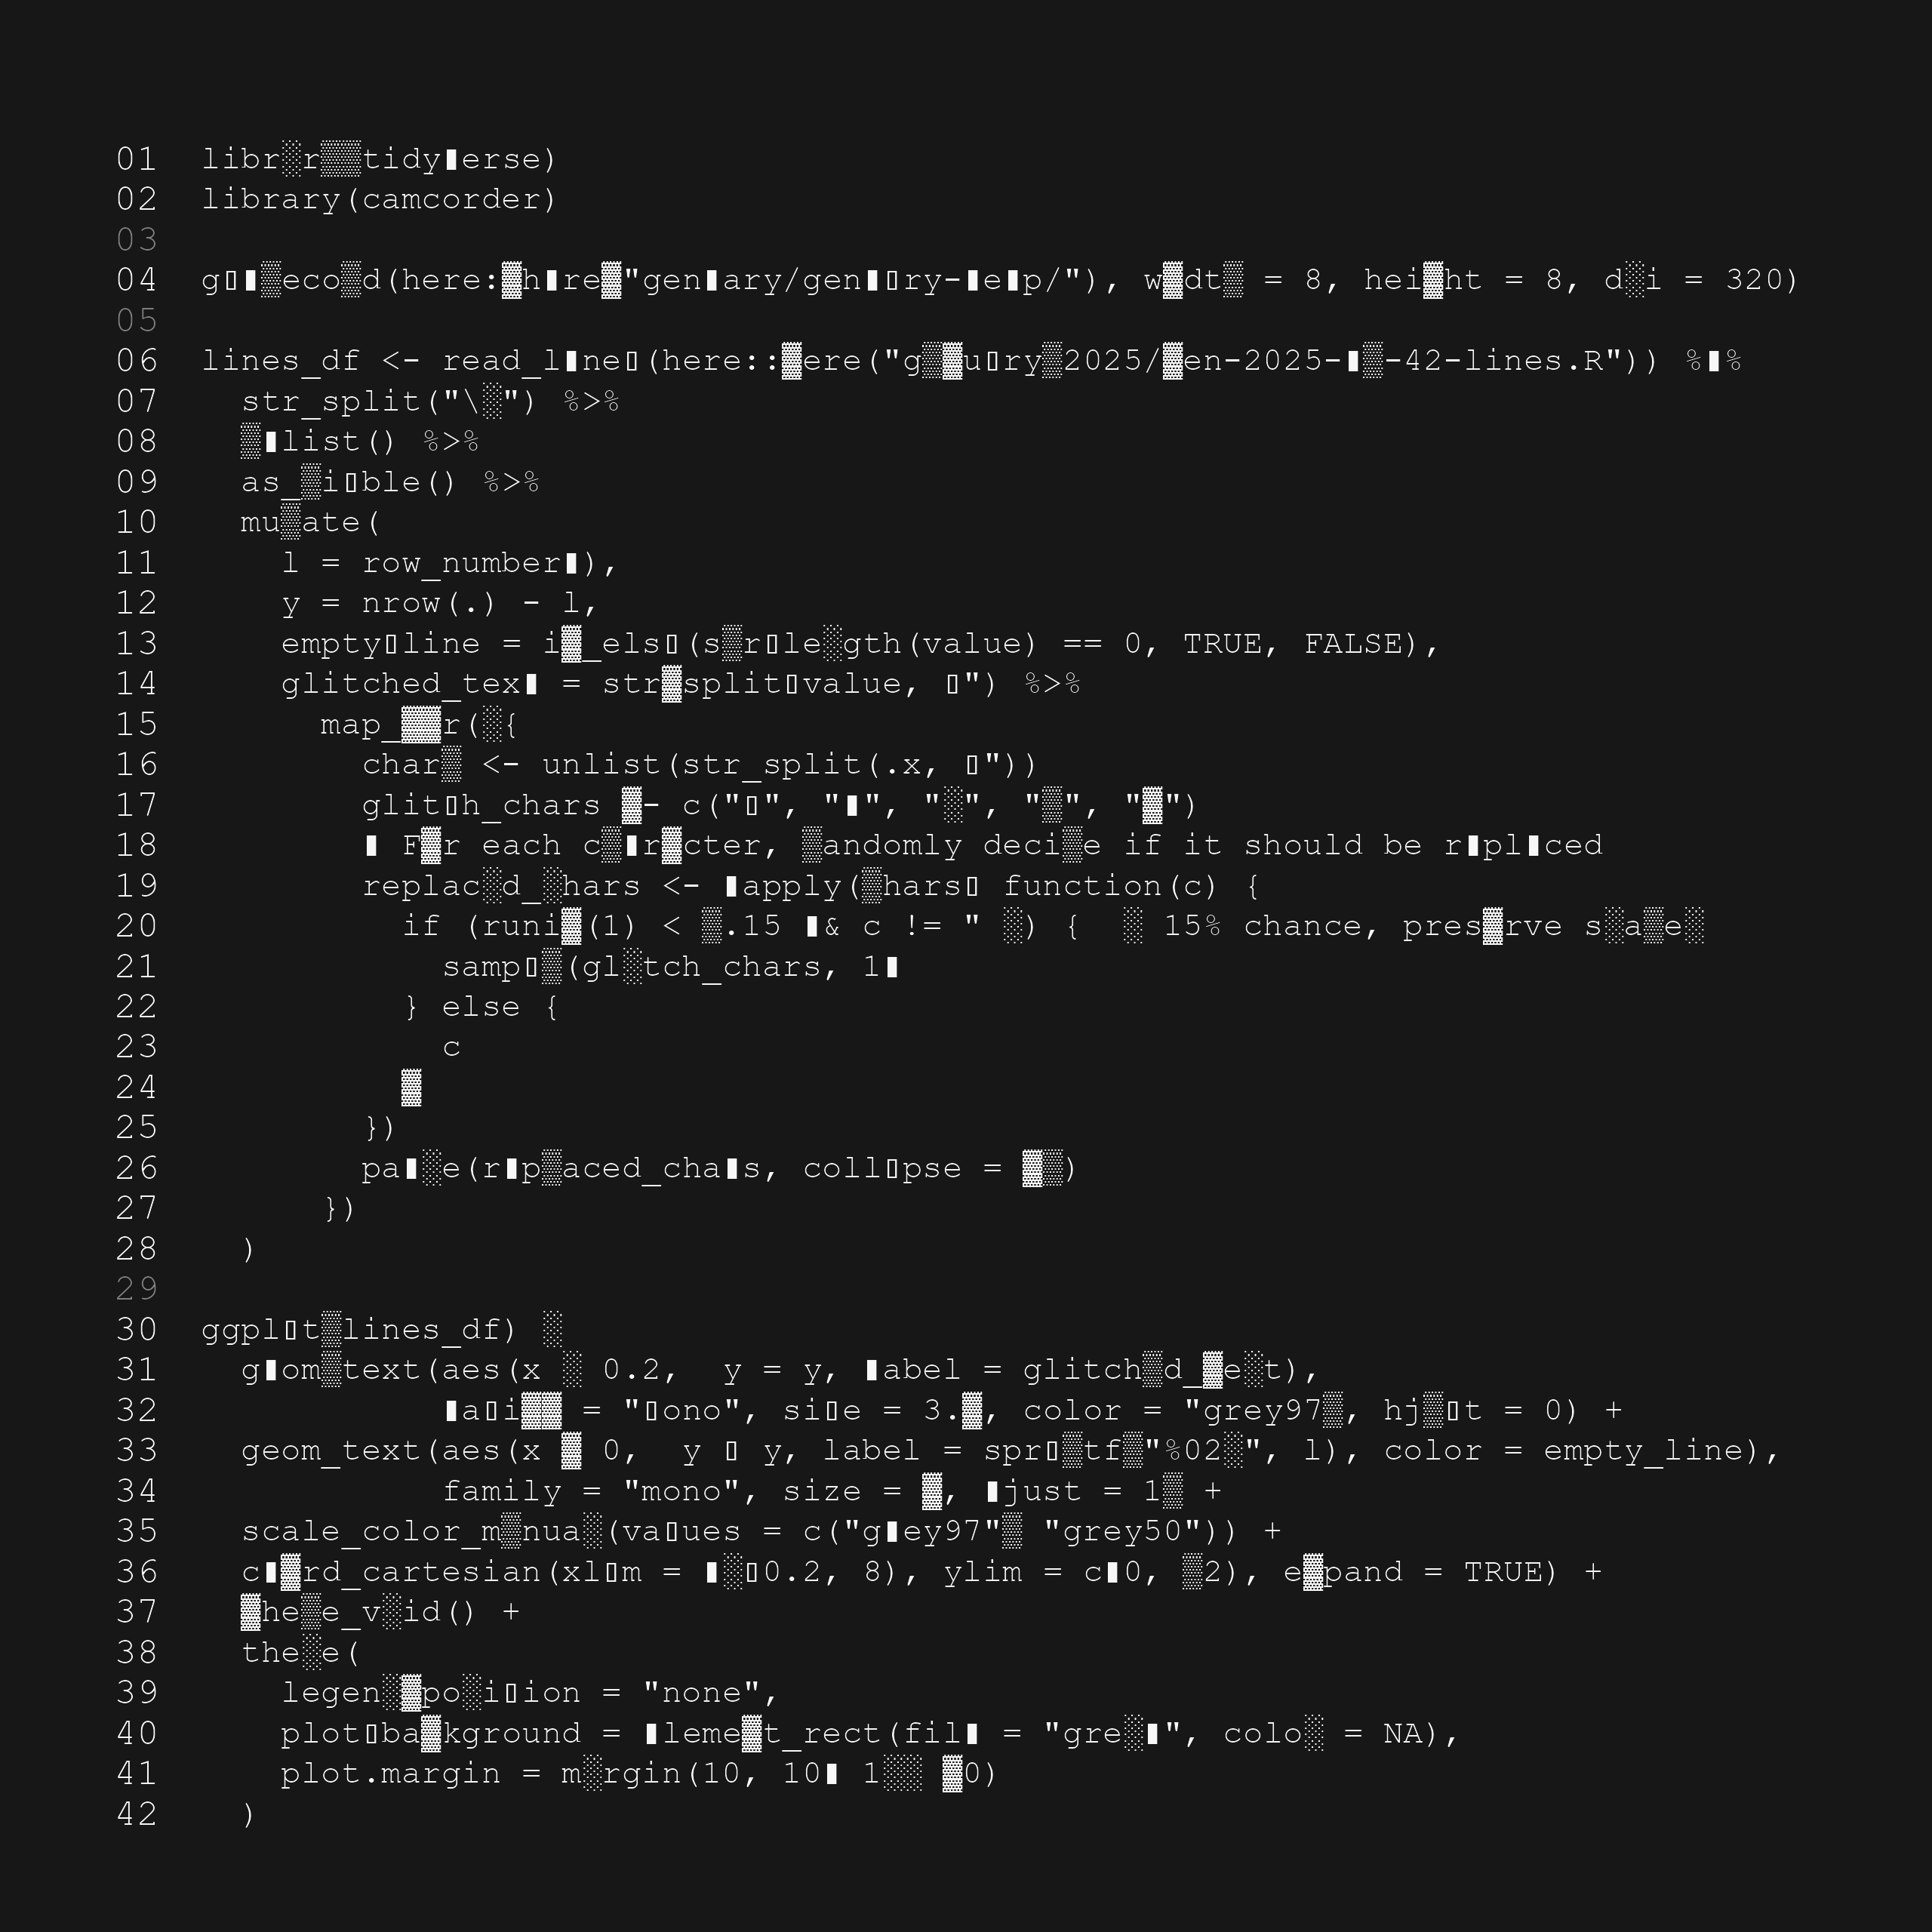 01  libr░r▒▒tidy▮erse)
02  library(camcorder)
03
04  g▯▮▒eco▒d(here:▓h▮re▓"gen▮ary/gen▮▯ry-▮e▮p/"), w▓dt▒ = 8, hei▓ht = 8, d░i = 320)
05
06  lines_df <- read_l▮ne▯(here::▓ere("g▒▓u▯ry▒2025/▓en-2025-▮▒-42-lines.R")) %▮%
07    str_split("\░") %>%
08    ▒▮list() %>%
09    as_▒i▯ble() %>%
10    mu▒ate(
11      l = row_number▮),
12      y = nrow(.) - l,
13      empty▯line = i▓_els▯(s▒r▯le░gth(value) == 0, TRUE, FALSE),
14      glitched_tex▮ = str▓split▯value, ▯") %>%
15        map_▓▓r(░{
16          char▒ <- unlist(str_split(.x, ▯"))
17          glit▯h_chars ▓- c("▯", "▮", "░", "▒", "▓")
18          ▮ F▓r each c▒▮r▓cter, ▒andomly deci▒e if it should be r▮pl▮ced
19          replac░d_░hars <- ▮apply(▒hars▯ function(c) {
20            if (runi▓(1) < ▒.15 ▮& c != " ░) {  ░ 15% chance, pres▓rve s░a▒e░
21              samp▯▒(gl░tch_chars, 1▮
22            } else {
23              c
24            ▓
25          })
26          pa▮░e(r▮p▒aced_cha▮s, coll▯pse = ▓▒)
27        })
28    )
29
30  ggpl▯t▒lines_df) ░
31    g▮om▒text(aes(x ░ 0.2,  y = y, ▮abel = glitch▒d_▓e░t),
32              ▮a▯i▓▓ = "▯ono", si▯e = 3.▓, color = "grey97▒, hj▒▯t = 0) +
33    geom_text(aes(x ▓ 0,  y ▯ y, label = spr▯▒tf▒"%02░", l), color = empty_line),
34              family = "mono", size = ▓, ▮just = 1▒ +
35    scale_color_m▒nua░(va▯ues = c("g▮ey97"▒ "grey50")) +
36    c▮▓rd_cartesian(xl▯m = ▮░▯0.2, 8), ylim = c▮0, ▒2), e▓pand = TRUE) +
37    ▓he▒e_v░id() +
38    the░e(
39      legen░▓po░i▯ion = "none",
40      plot▯ba▓kground = ▮leme▓t_rect(fil▮ = "gre░▮", colo░ = NA),
41      plot.margin = m░rgin(10, 10▮ 1░░ ▓0)
42    )